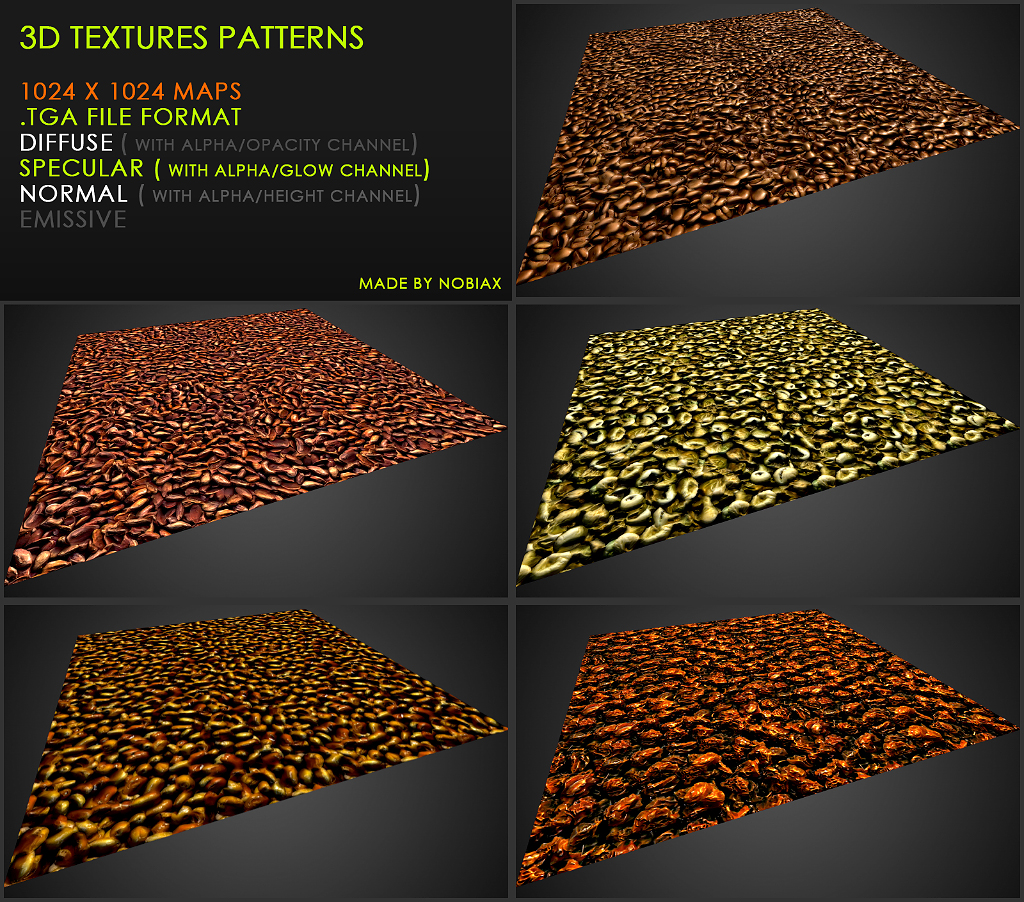 3D TEXTURES PATTERNS
1024 X 1024 MAPS
.TGA FILE FORMAT
DIFFUSE ( WITH ALPHA/OPACITY CHANNEL)
SPECULAR ( WITH ALPHA/GLOW CHANNEL)
NORMAL ( WITH ALPHA/HEIGHT CHANNEL)
EMISSIVE
MADE BY NOBIAX